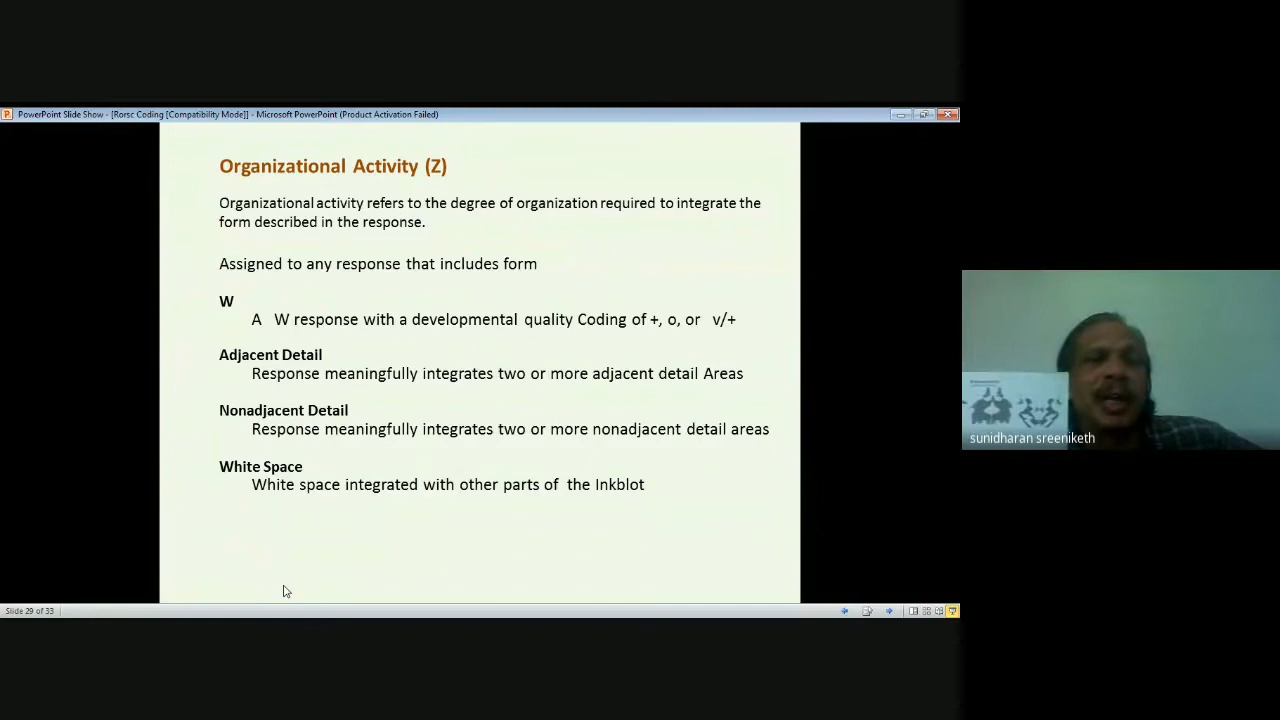 PowerPoint Slide Show - [Rorsc Coding [Compatibility Mode]] - Microsoft PowerPoint (Product Activation Failed)
Organizational Activity (Z)
Organizational activity refers to the degree of organization required to integrate the
form described in the response.
Assigned to any response that includes form
W
A W response with a developmental quality Coding of +, o, or v/+
Adjacent Detail
Response meaningfully integrates two or more adjacent detail Areas
Nonadjacent Detail
Response meaningfully integrates two or more nonadjacent detail areas
White Space
White space integrated with other parts of the Inkblot
sunidharan sreeniketh
Slide 29 of 33